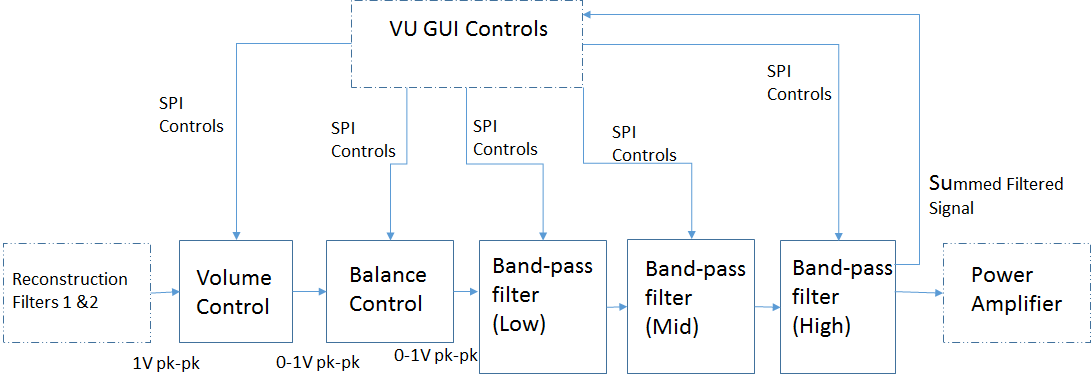 VU GUI Controls
SPI
Controls
SPI
Controls
SPI
Controls
SPI
Controls
SPI
Controls
Summed Filtered
Signal
Reconstruction
Filters 1 &2
Volume
Control
Balance
Control
Band-pass
filter
(Low)
Band-pass
filter
(Mid)
Band-pass
filter
(High)
Power
Amplifier
1V pk-pk
0-1V pk-pk
0-1V pk-pk